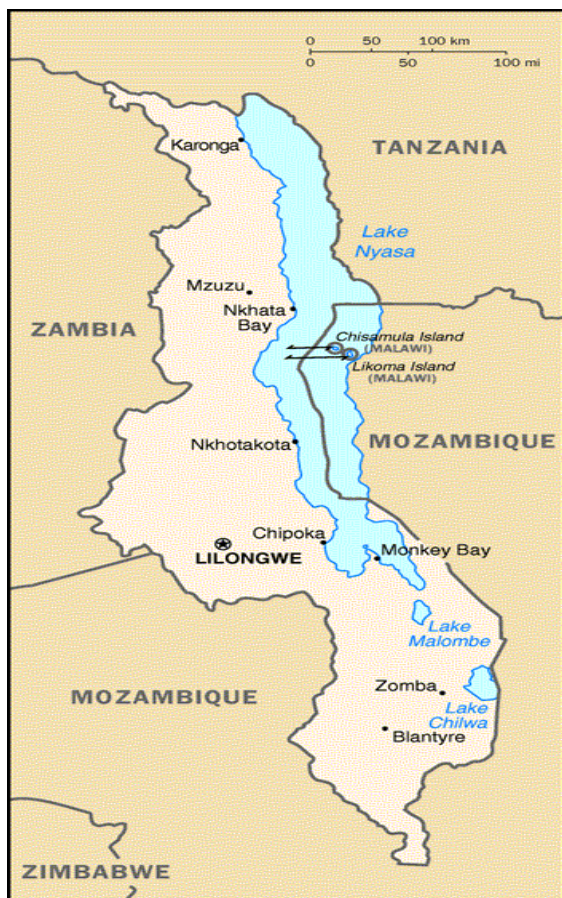 0 50 100 km
0 50 100 mi
Karonga
TANZANIA
Lake
Nyasa
Mzuzu
Nkhata
Bay
ZAMBIA
Chisamula Island
(MALAWI)
Likoma Island
(MALAWI)
Nkhotakota
MOZAMBIQUE
Chipoka
LILONGWE
Monkey Bay
Lake
Malombe
MOZAMBIQUE
Zomba
Lake
Chilwa
Blantyre
ZIMBABWE